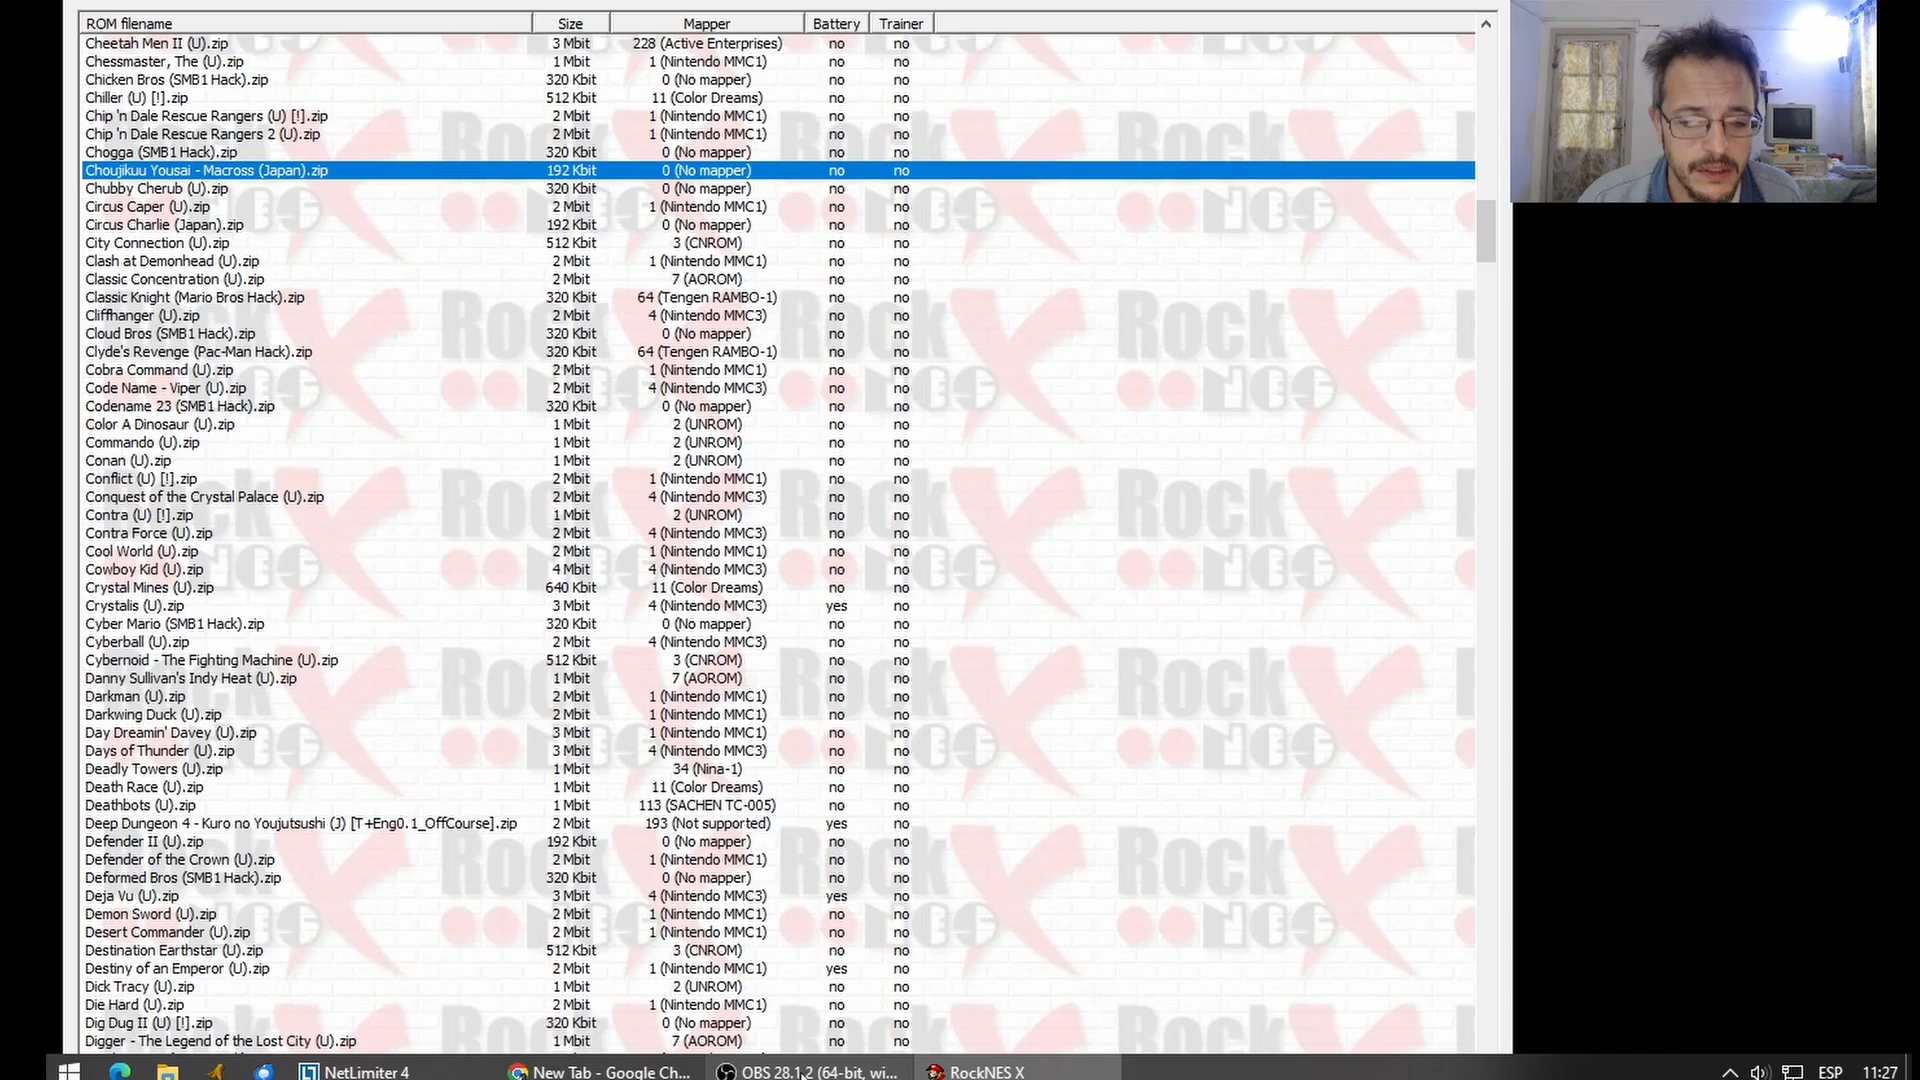 ROM filename Size Mapper Battery Trainer
Cheetah Men II (U).zip 3 Mbit 228 (Active Enterprises) no no
Chessmaster, The (U).zip 1 Mbit 1 (Nintendo MMC1) no no
Chicken Bros (SMB1 Hack).zip 320 Kbit 0 (No mapper) no no
Chiller (U) [!].zip 512 Kbit 11 (Color Dreams) no no
Chip 'n Dale Rescue Rangers (U) [!].zip 2 Mbit 1 (Nintendo MMC1) no no
Chip 'n Dale Rescue Rangers 2 (U).zip 2 Mbit 1 (Nintendo MMC1) no no
Chogga (SMB1 Hack).zip 320 Kbit 0 (No mapper) no no
Choujikuu Yousai - Macross (Japan).zip 192 Kbit 0 (No mapper) no no
Chubby Cherub (U).zip 320 Kbit 0 (No mapper) no no
Circus Caper (U).zip 2 Mbit 1 (Nintendo MMC1) no no
Circus Charlie (Japan).zip 192 Kbit 0 (No mapper) no no
City Connection (U).zip 512 Kbit 3 (CNROM) no no
Clash at Demonhead (U).zip 2 Mbit 1 (Nintendo MMC1) no no
Classic Concentration (U).zip 2 Mbit 7 (AOROM) no no
Classic Knight (Mario Bros Hack).zip 320 Kbit 64 (Tengen RAMBO-1) no no
Cliffhanger (U).zip 2 Mbit 4 (Nintendo MMC3) no no
Cloud Bros (SMB1 Hack).zip 320 Kbit 0 (No mapper) no no
Clyde's Revenge (Pac-Man Hack).zip 320 Kbit 64 (Tengen RAMBO-1) no no
Cobra Command (U).zip 2 Mbit 1 (Nintendo MMC1) no no
Code Name - Viper (U).zip 2 Mbit 4 (Nintendo MMC3) no no
Codename 23 (SMB1 Hack).zip 320 Kbit 0 (No mapper) no no
Color A Dinosaur (U).zip 1 Mbit 2 (UNROM) no no
Commando (U).zip 1 Mbit 2 (UNROM) no no
Conan (U).zip 1 Mbit 2 (UNROM) no no
Conflict (U) [!].zip 2 Mbit 1 (Nintendo MMC1) no no
Conquest of the Crystal Palace (U).zip 2 Mbit 4 (Nintendo MMC3) no no
Contra (U) [!].zip 1 Mbit 2 (UNROM) no no
Contra Force (U).zip 2 Mbit 4 (Nintendo MMC3) no no
Cool World (U).zip 2 Mbit 1 (Nintendo MMC1) no no
Cowboy Kid (U).zip 4 Mbit 4 (Nintendo MMC3) no no
Crystal Mines (U).zip 640 Kbit 11 (Color Dreams) no no
Crystalis (U).zip 3 Mbit 4 (Nintendo MMC3) yes no
Cyber Mario (SMB1 Hack).zip 320 Kbit 0 (No mapper) no no
Cyberball (U).zip 2 Mbit 4 (Nintendo MMC3) no no
Cybernoid - The Fighting Machine (U).zip 512 Kbit 3 (CNROM) no no
Danny Sullivan's Indy Heat (U).zip 1 Mbit 7 (AOROM) no no
Darkman (U).zip 2 Mbit 1 (Nintendo MMC1) no no
Darkwing Duck (U).zip 2 Mbit 1 (Nintendo MMC1) no no
Day Dreamin' Davey (U).zip 3 Mbit 1 (Nintendo MMC1) no no
Days of Thunder (U).zip 3 Mbit 4 (Nintendo MMC3) no no
Deadly Towers (U).zip 1 Mbit 34 (Nina-1) no no
Death Race (U).zip 1 Mbit 11 (Color Dreams) no no
Deathbots (U).zip 1 Mbit 113 (SACHEN TC-005) no no
Deep Dungeon 4 - Kuro no Youjutsushi (J) [T+Eng0.1_OffCourse].zip 2 Mbit 193 (Not supported) yes no
Defender II (U).zip 192 Kbit 0 (No mapper) no no
Defender of the Crown (U).zip 2 Mbit 1 (Nintendo MMC1) no no
Deformed Bros (SMB1 Hack).zip 320 Kbit 0 (No mapper) no no
Deja Vu (U).zip 3 Mbit 4 (Nintendo MMC3) yes no
Demon Sword (U).zip 2 Mbit 1 (Nintendo MMC1) no no
Desert Commander (U).zip 2 Mbit 1 (Nintendo MMC1) no no
Destination Earthstar (U).zip 512 Kbit 3 (CNROM) no no
Destiny of an Emperor (U).zip 2 Mbit 1 (Nintendo MMC1) yes no
Dick Tracy (U).zip 1 Mbit 2 (UNROM) no no
Die Hard (U).zip 2 Mbit 1 (Nintendo MMC1) no no
Dig Dug II (U) [!].zip 320 Kbit 0 (No mapper) no no
Digger - The Legend of the Lost City (U).zip 1 Mbit 7 (AOROM) no no
NetLimiter 4 New Tab - Google Ch... OBS 28.1.2 (64-bit, wi... RockNES X ESP 11:27